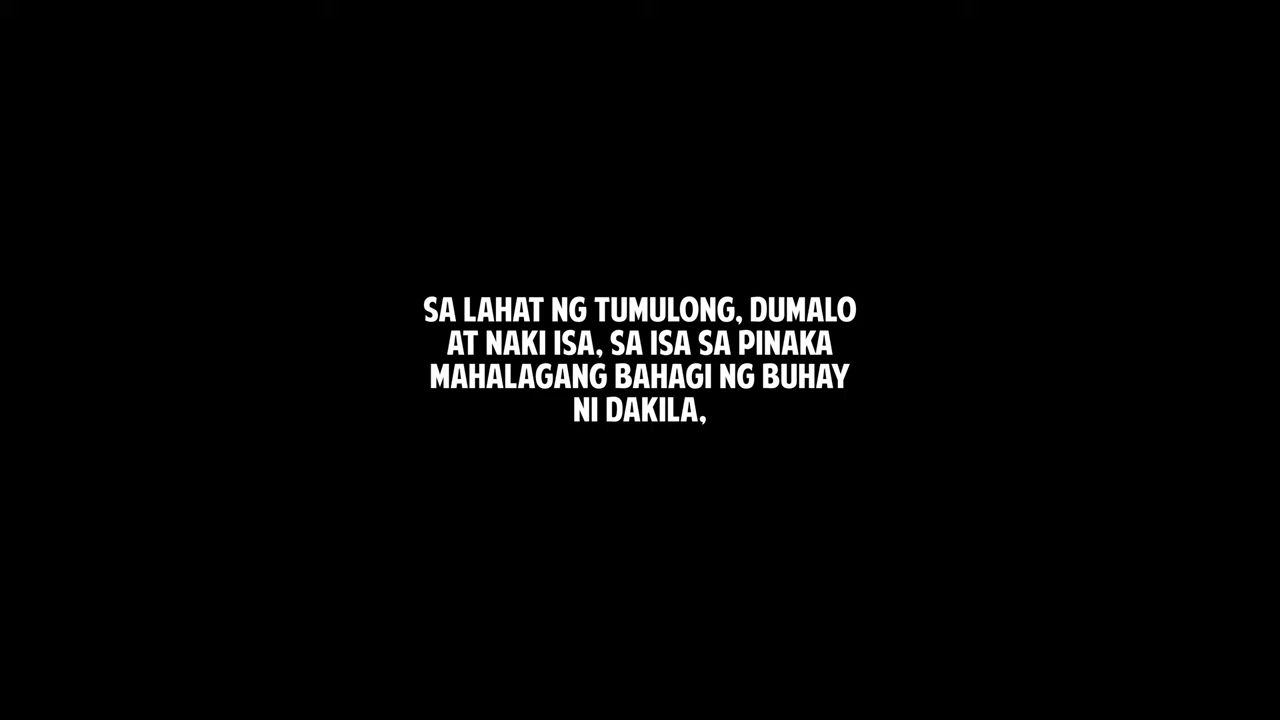 SA LAHAT NG TUMULONG, DUMALO
AT NAKI ISA, SA ISA SA PINAKA
MAHALAGANG BAHAGI NG BUHAY
NI DAKILA,